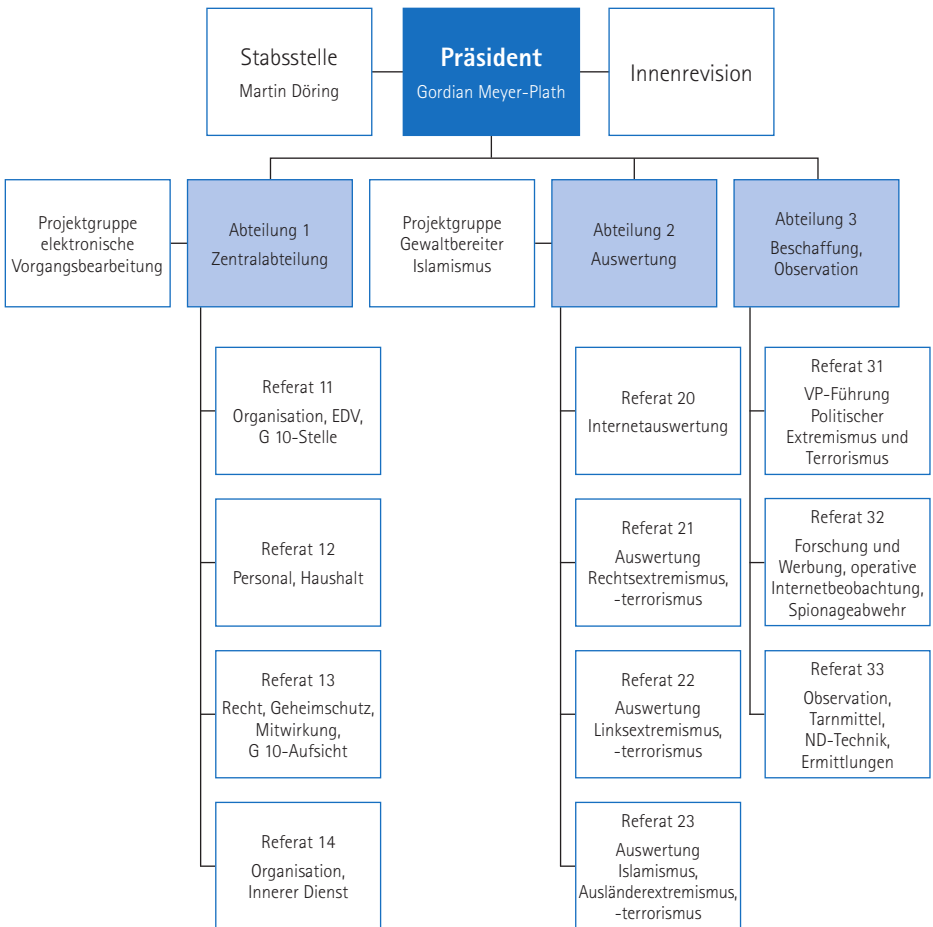 Stabsstelle
Martin Döring
Präsident
Gordian Meyer-Plath
Innenrevision
Projektgruppe
elektronische
Vorgangsbearbeitung
Abteilung 1
Zentralabteilung
Projektgruppe
Gewaltbereiter
Islamismus
Abteilung 2
Auswertung
Abteilung 3
Beschaffung,
Observation
Referat 11
Organisation, EDV,
G 10-Stelle
Referat 12
Personal, Haushalt
Referat 13
Recht, Geheimschutz,
Mitwirkung,
G 10-Aufsicht
Referat 14
Organisation,
Innerer Dienst
Referat 20
Internetauswertung
Referat 21
Auswertung
Rechtsextremismus,
-terrorismus
Referat 22
Auswertung
Linksextremismus,
-terrorismus
Referat 23
Auswertung
Islamismus,
Ausländerextremismus,
-terrorismus
Referat 31
VP-Führung
Politischer
Extremismus und
Terrorismus
Referat 32
Forschung und
Werbung, operative
Internetbeobachtung,
Spionageabwehr
Referat 33
Observation,
Tarnmittel,
ND-Technik,
Ermittlungen